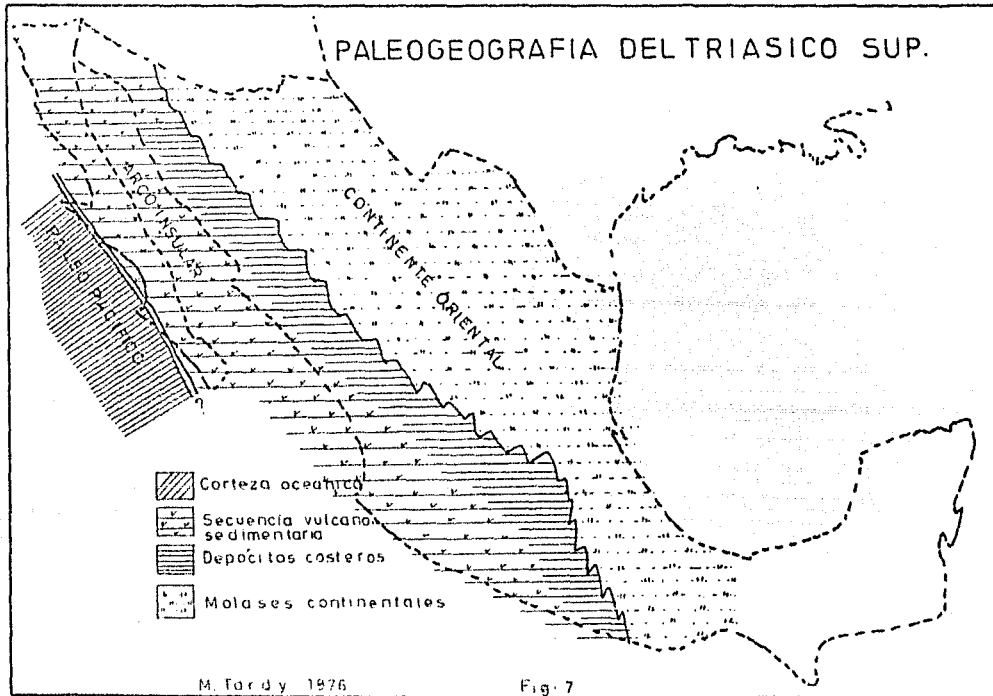 PALEOGEOGRAFIA DEL TRIASICO SUP.
ARCO INSULAR
CONTINENTE ORIENTAL
PALEO PACIFICO
?
Corteza oceanica
Secuencia vulcano
sedimentaria
Depócitos costeros
Molases continentales
M. Tardy 1976
Fig. 7